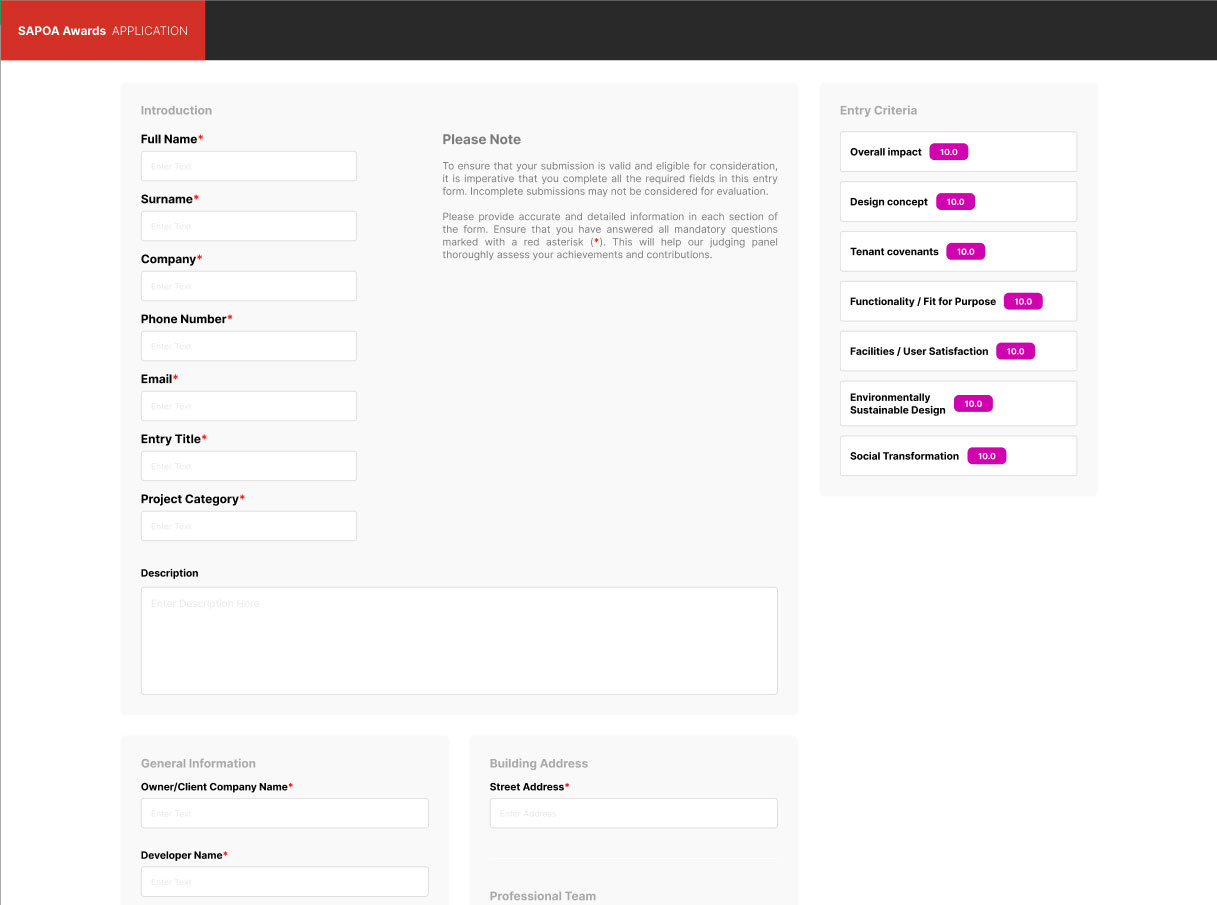 SAPOA Awards APPLICATION
Introduction
Full Name*
Enter Text
Surname*
Enter Text
Company*
Enter Text
Phone Number*
Enter Text
Email*
Enter Text
Entry Title*
Enter Text
Project Category*
Enter Text
Please Note
To ensure that your submission is valid and eligible for consideration,
it is imperative that you complete all the required fields in this entry
form. Incomplete submissions may not be considered for evaluation.
Please provide accurate and detailed information in each section of
the form. Ensure that you have answered all mandatory questions
marked with a red asterisk (*). This will help our judging panel
thoroughly assess your achievements and contributions.
Description
Enter Description Here
Entry Criteria
Overall impact 10.0
Design concept 10.0
Tenant covenants 10.0
Functionality / Fit for Purpose 10.0
Facilities / User Satisfaction 10.0
Environmentally
Sustainable Design 10.0
Social Transformation 10.0
General Information
Owner/Client Company Name*
Enter Text
Developer Name*
Enter Text
Building Address
Street Address*
Enter Address
Professional Team